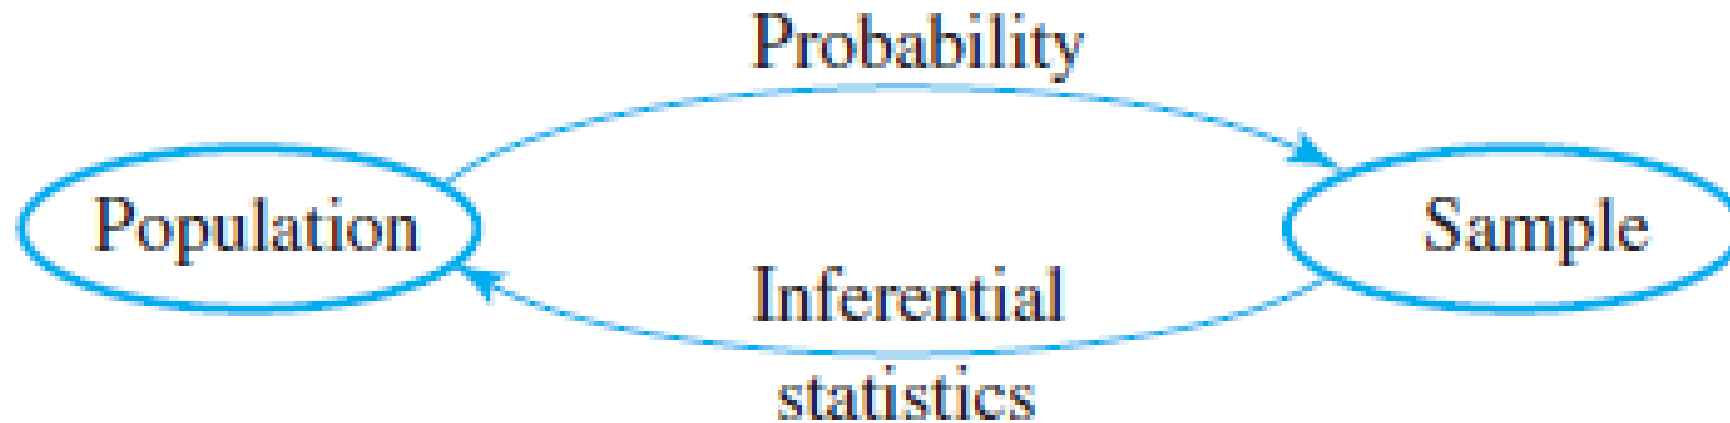 Probability
Population
Sample
Inferential
statistics